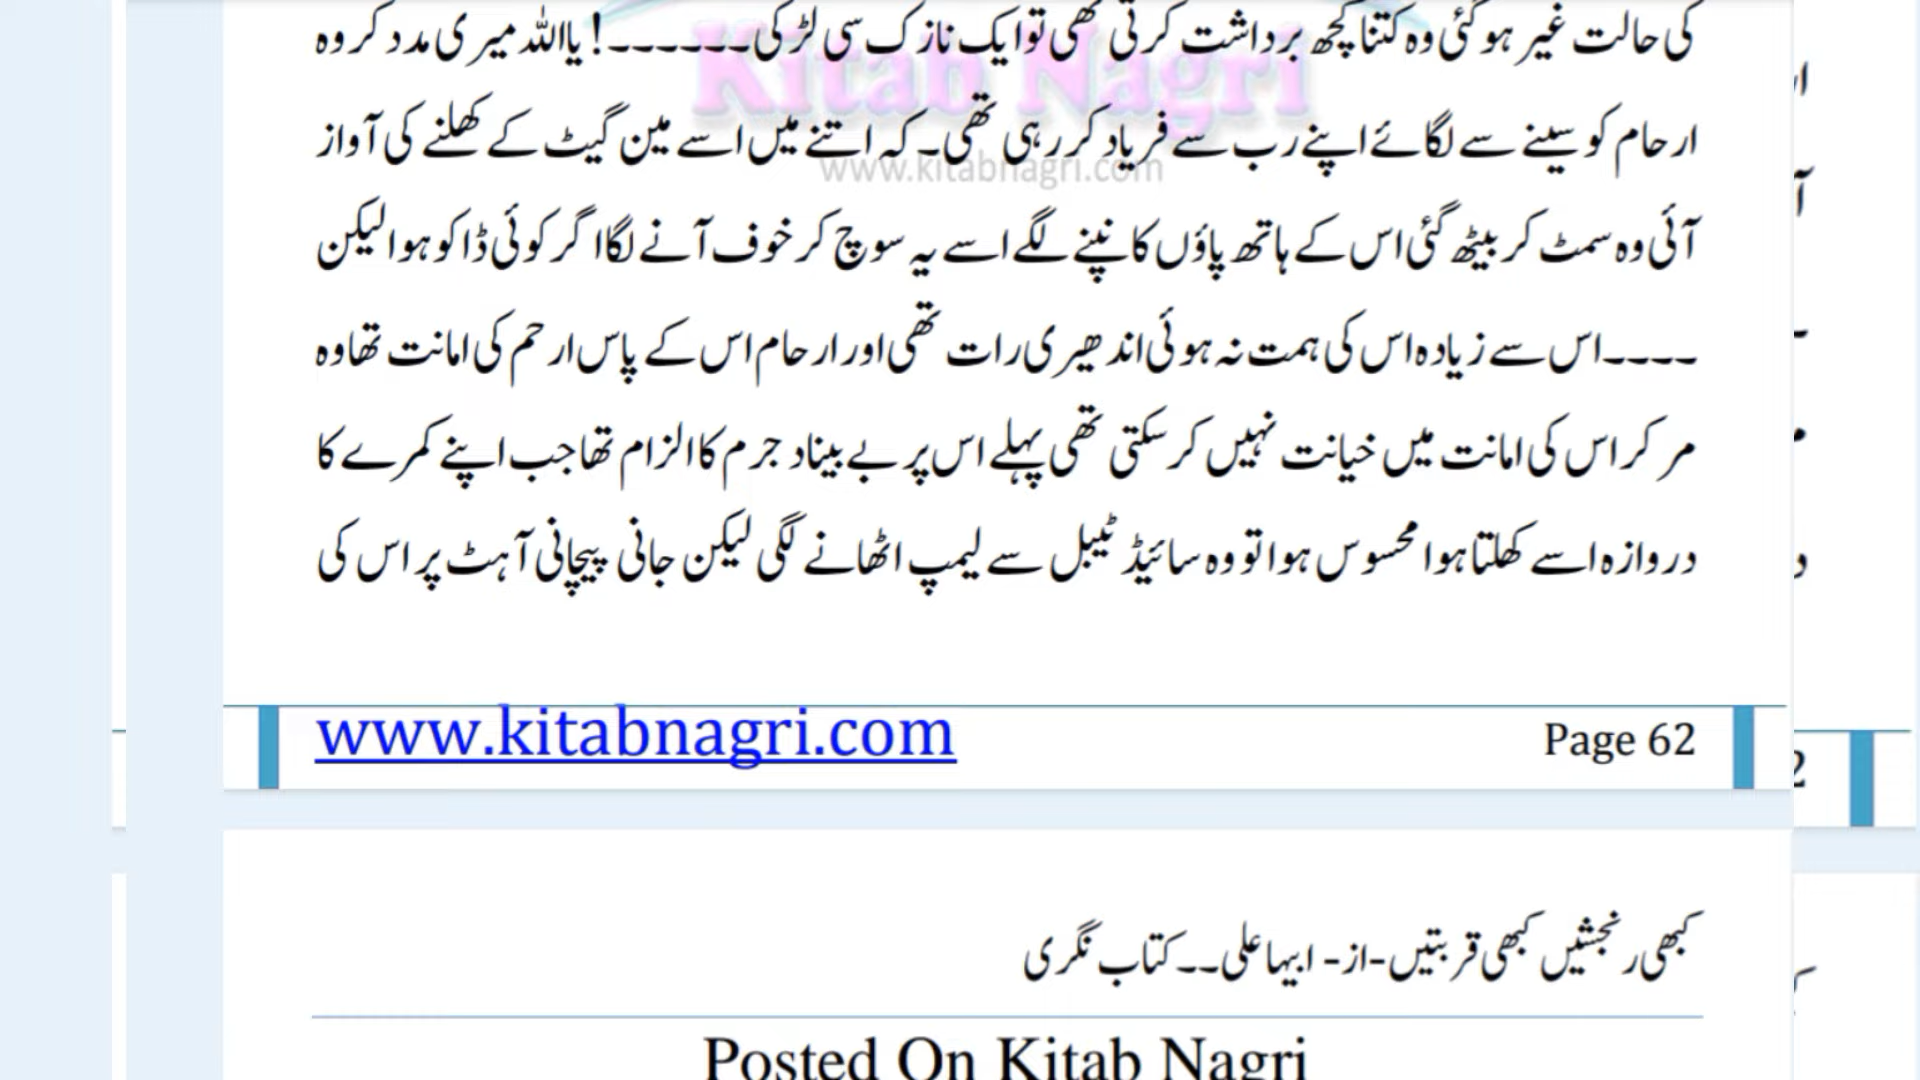 کی حالت غیر ہو گئی وہ کتنا کچھ برداشت کرتی تھی تو ایک نازک سی لڑکی۔۔۔۔۔۔! یا اللہ میری مدد کر وہ
Kitab Nagri
ارحام کو سینے سے لگائے اپنے رب سے فریاد کر رہی تھی۔ کہ اتنے میں اسے مین گیٹ کے کھلنے کی آواز
www.kitabnagri.com
آئی وہ سمٹ کر بیٹھ گئی اس کے ہاتھ پاؤں کانپنے لگے اسے یہ سوچ کر خوف آنے لگا اگر کوئی ڈاکو ہوا لیکن
۔۔۔۔اس سے زیادہ اس کی ہمت نہ ہوئی اندھیری رات تھی اور ارحام اس کے پاس ارحم کی امانت تھا وہ
مر کر اس کی امانت میں خیانت نہیں کر سکتی تھی پہلے اس پر بے بیناد جرم کا الزام تھا جب اپنے کمرے کا
دروازہ اسے کھلتا ہوا محسوس ہوا تو وہ سائیڈ ٹیبل سے لیمپ اٹھانے لگی لیکن جانی پیچانی آہٹ پر اس کی
www.kitabnagri.com Page 62
کبھی رنجشیں کبھی قربتیں-از- ابیہا علی۔۔ کتاب نگری
Posted On Kitab Nagri